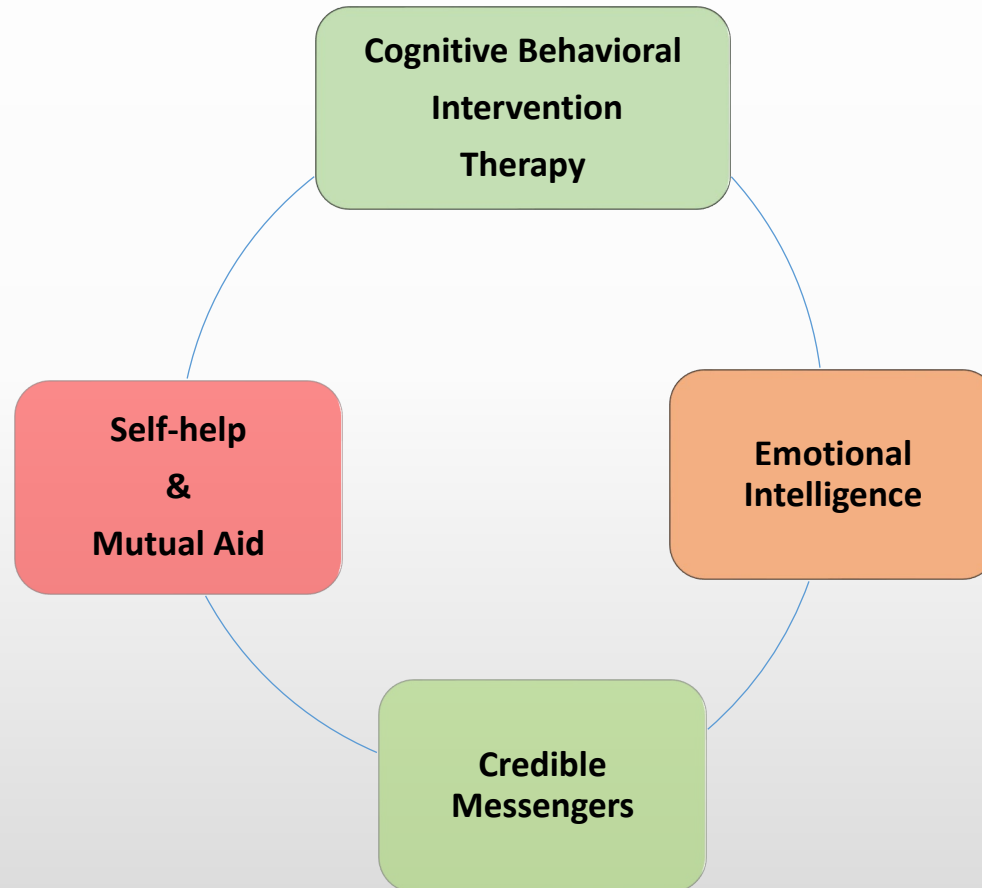 Cognitive Behavioral
Intervention
Therapy
Self-help
&
Mutual Aid
Emotional
Intelligence
Credible
Messengers